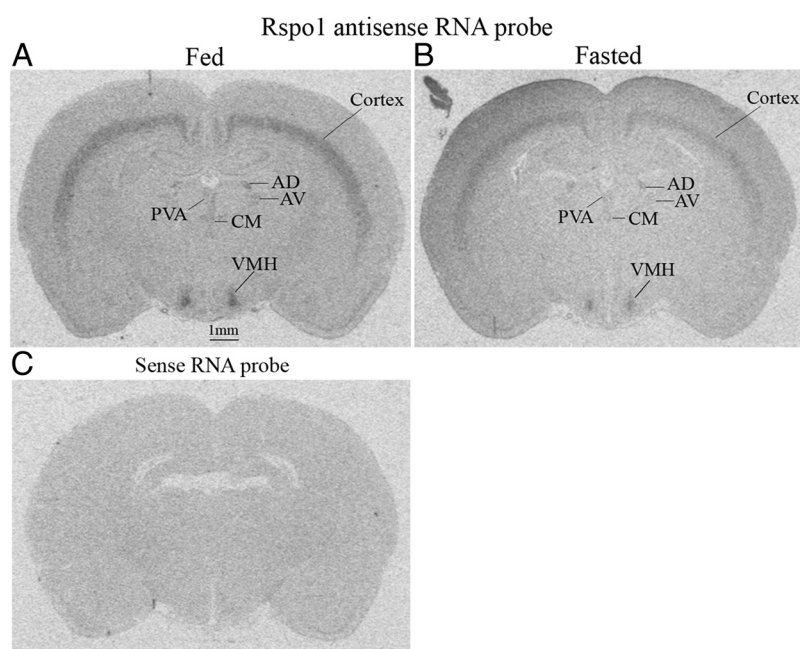 Rspo1 antisense RNA probe
A
Fed
B
Fasted
Cortex
AD
AV
PVA
CM
VMH
1mm
Cortex
AD
AV
PVA
CM
VMH
C
Sense RNA probe